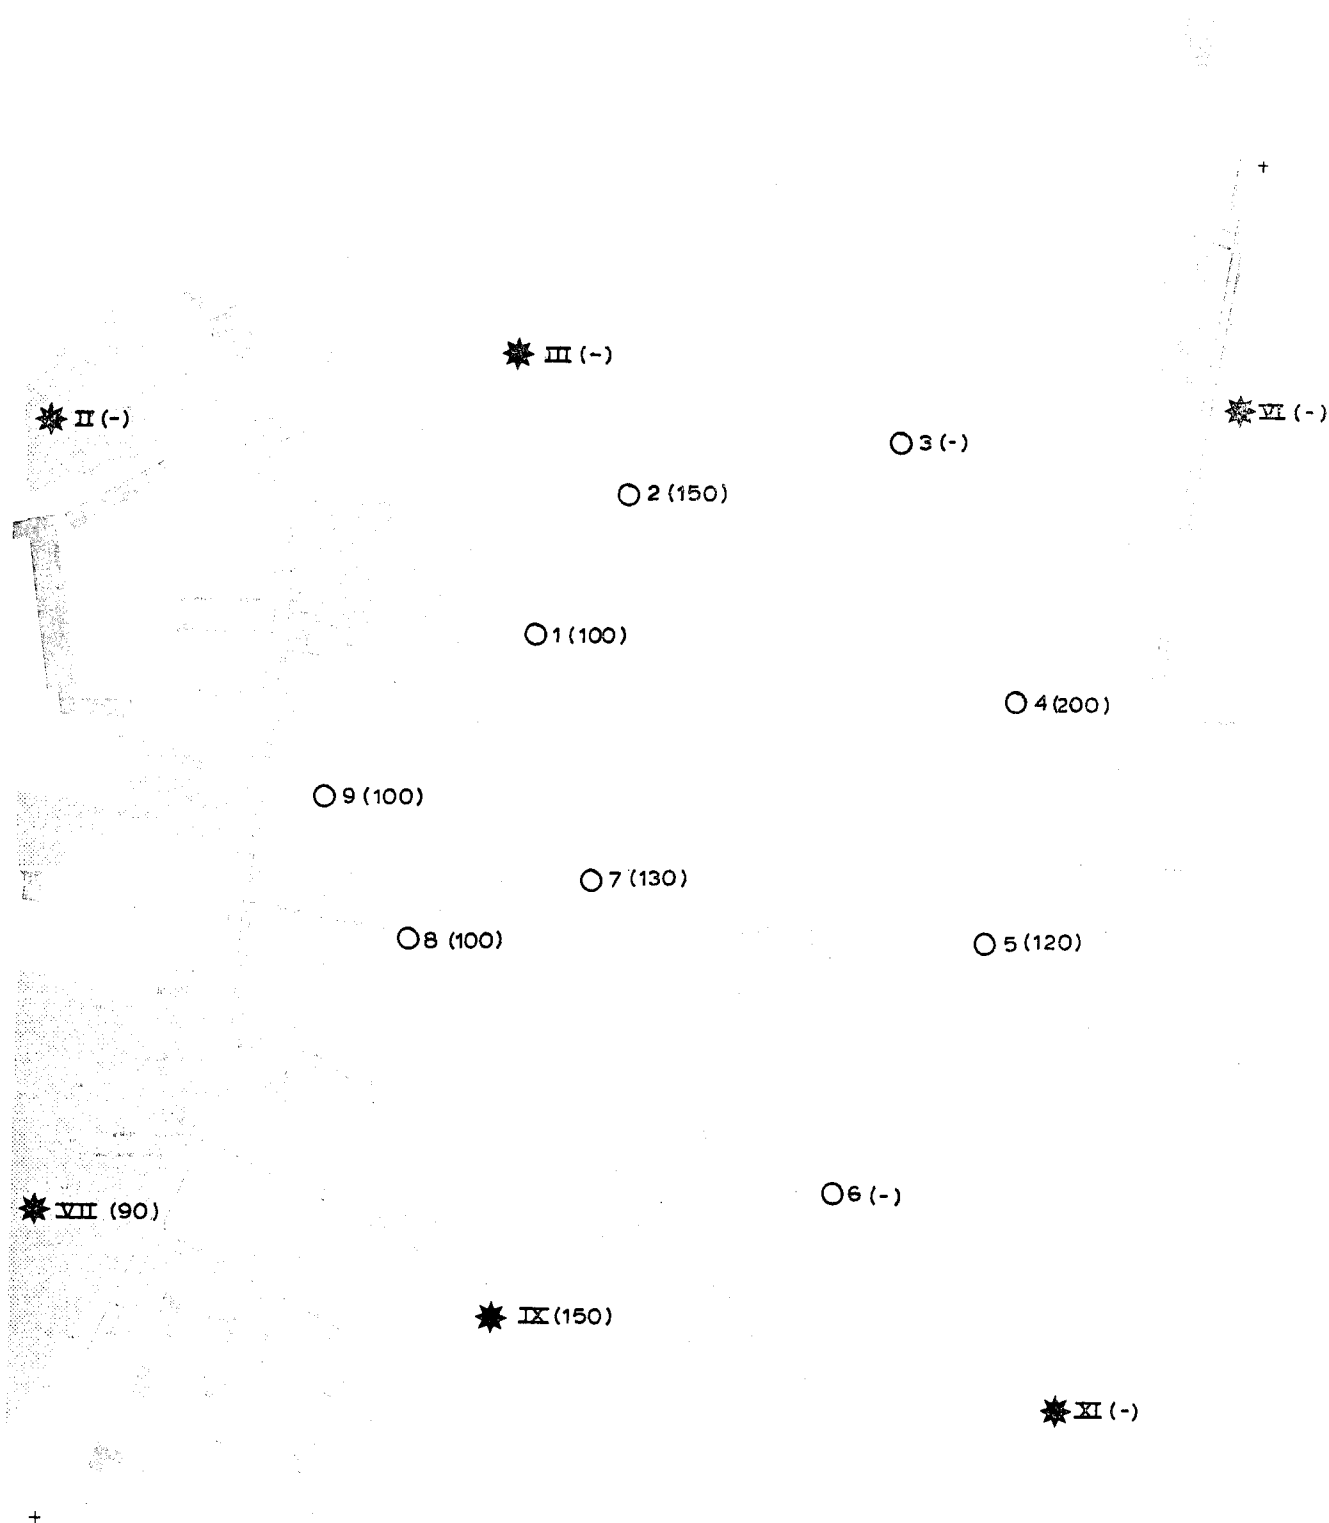 III (-)
II (-)
VI (-)
3 (-)
2 (150)
1 (100)
4 (200)
9 (100)
7 (130)
8 (100)
5 (120)
6 (-)
VII (90)
IX (150)
XI (-)